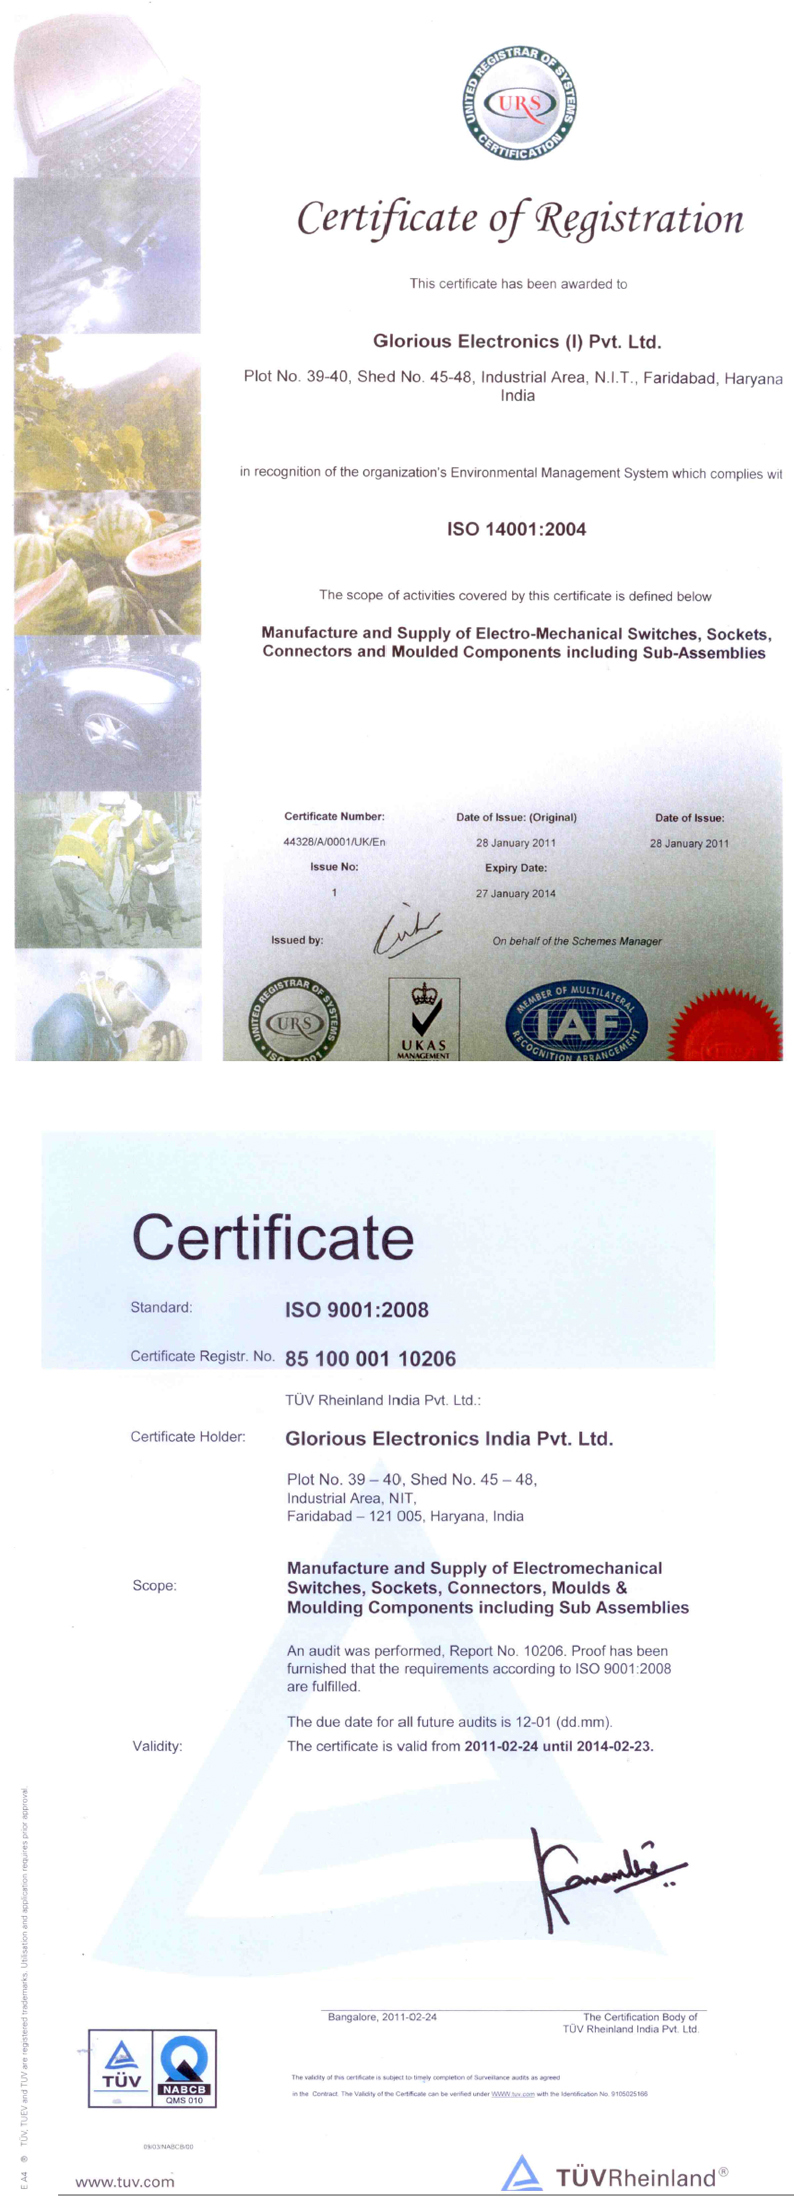 UNITED REGISTRAR OF SYSTEMS
URS
CERTIFICATION
Certificate of Registration
This certificate has been awarded to
Glorious Electronics (I) Pvt. Ltd.
Plot No. 39-40, Shed No. 45-48, Industrial Area, N.I.T., Faridabad, Haryana
India
in recognition of the organization's Environmental Management System which complies wit
ISO 14001:2004
The scope of activities covered by this certificate is defined below
Manufacture and Supply of Electro-Mechanical Switches, Sockets,
Connectors and Moulded Components including Sub-Assemblies
Certificate Number: Date of Issue: (Original) Date of Issue:
44328/A/0001/UK/En 28 January 2011 28 January 2011
Issue No: Expiry Date:
1 27 January 2014
Issued by: On behalf of the Schemes Manager
UNITED REGISTRAR OF SYSTEMS
URS
UKAS
MANAGEMENT
MEMBER OF MULTILATERAL
IAF
RECOGNITION ARRANGEMENT
Certificate
Standard: ISO 9001:2008
Certificate Registr. No. 85 100 001 10206
TÜV Rheinland India Pvt. Ltd.:
Certificate Holder: Glorious Electronics India Pvt. Ltd.
Plot No. 39 – 40, Shed No. 45 – 48,
Industrial Area, NIT,
Faridabad – 121 005, Haryana, India
Scope: Manufacture and Supply of Electromechanical
Switches, Sockets, Connectors, Moulds &
Moulding Components including Sub Assemblies
An audit was performed, Report No. 10206. Proof has been
furnished that the requirements according to ISO 9001:2008
are fulfilled.
The due date for all future audits is 12-01 (dd.mm).
Validity: The certificate is valid from 2011-02-24 until 2014-02-23.
Bangalore, 2011-02-24 The Certification Body of
TÜV Rheinland India Pvt. Ltd.
TÜV
NABCB
QMS 010
The validity of this certificate is subject to timely completion of Surveillance audits as agreed
in the Contract. The Validity of the Certificate can be verified under WWW.tuv.com with the Identification No. 9105025166
09/03/NABCB/00
www.tuv.com
TÜVRheinland®
E A4 ® TÜV, TUEV and TUV are registered trademarks. Utilisation and application requires prior approval.